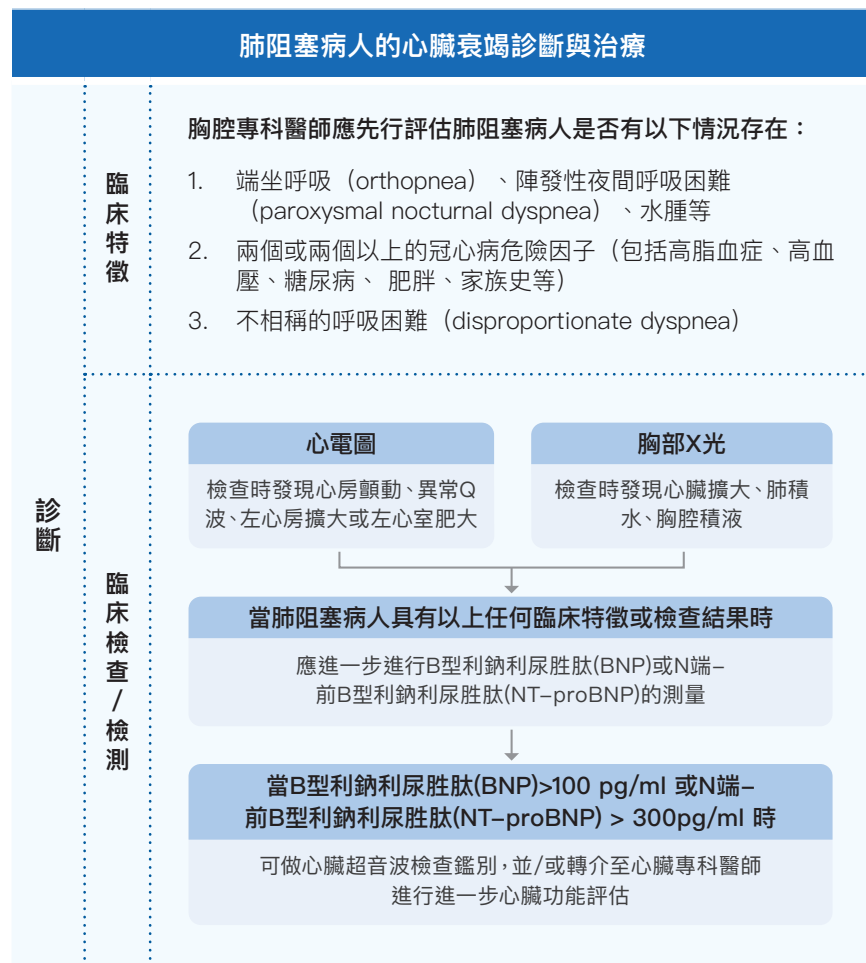 肺阻塞病人的心臟衰竭診斷與治療
診斷
臨床特徵
胸腔專科醫師應先行評估肺阻塞病人是否有以下情況存在：
1. 端坐呼吸（orthopnea）、陣發性夜間呼吸困難
（paroxysmal nocturnal dyspnea）、水腫等
2. 兩個或兩個以上的冠心病危險因子（包括高脂血症、高血
壓、糖尿病、 肥胖、家族史等）
3. 不相稱的呼吸困難（disproportionate dyspnea）
臨床檢查/檢測
心電圖
檢查時發現心房顫動、異常Q
波、左心房擴大或左心室肥大
胸部X光
檢查時發現心臟擴大、肺積
水、胸腔積液
當肺阻塞病人具有以上任何臨床特徵或檢查結果時
應進一步進行B型利鈉利尿胜肽(BNP)或N端–
前B型利鈉利尿胜肽(NT–proBNP)的測量
當B型利鈉利尿胜肽(BNP)>100 pg/ml 或N端–
前B型利鈉利尿胜肽(NT–proBNP) > 300pg/ml 時
可做心臟超音波檢查鑑別，並/或轉介至心臟專科醫師
進行進一步心臟功能評估